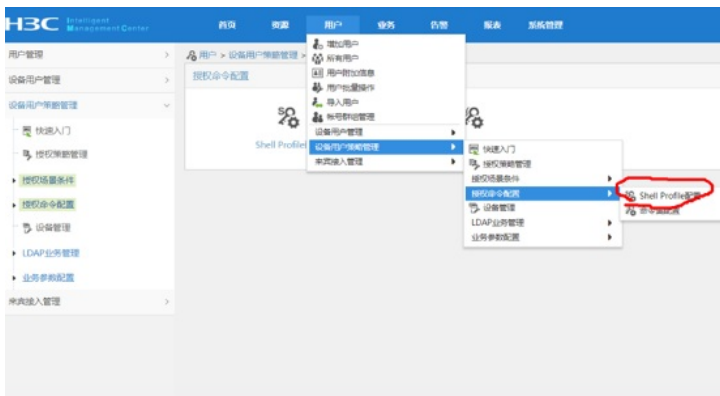 H3C Intelligent Management Center
首页 资源 用户 业务 告警 报表 系统管理
用户管理
设备用户管理
设备用户策略管理
快速入门
授权策略管理
授权场景条件
授权命令配置
设备管理
LDAP业务管理
业务参数配置
来宾接入管理
用户 > 设备用户策略管理 >
授权命令配置
Shell Profile
增加用户
所有用户
用户附加信息
用户批量操作
导入用户
帐号群组管理
设备用户管理
设备用户策略管理
来宾接入管理
快速入门
授权策略管理
授权场景条件
授权命令配置
设备管理
LDAP业务管理
业务参数配置
Shell Profile配置
命令集配置